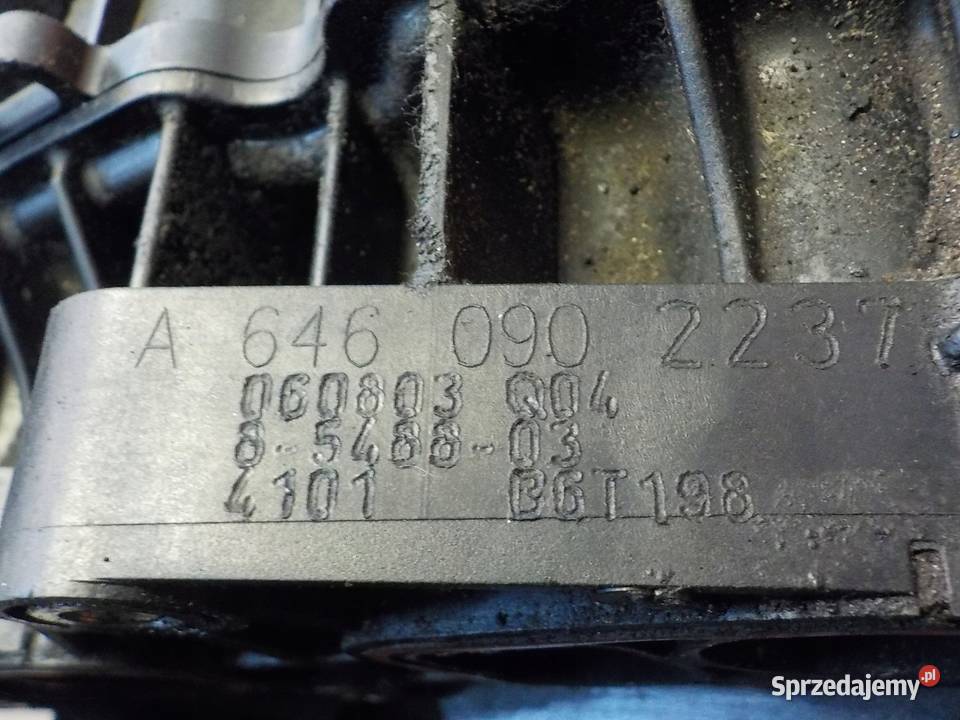 A 646 090 2237
060803 Q04
8-5488-03
4101 B6T198
Sprzedajemy.pl